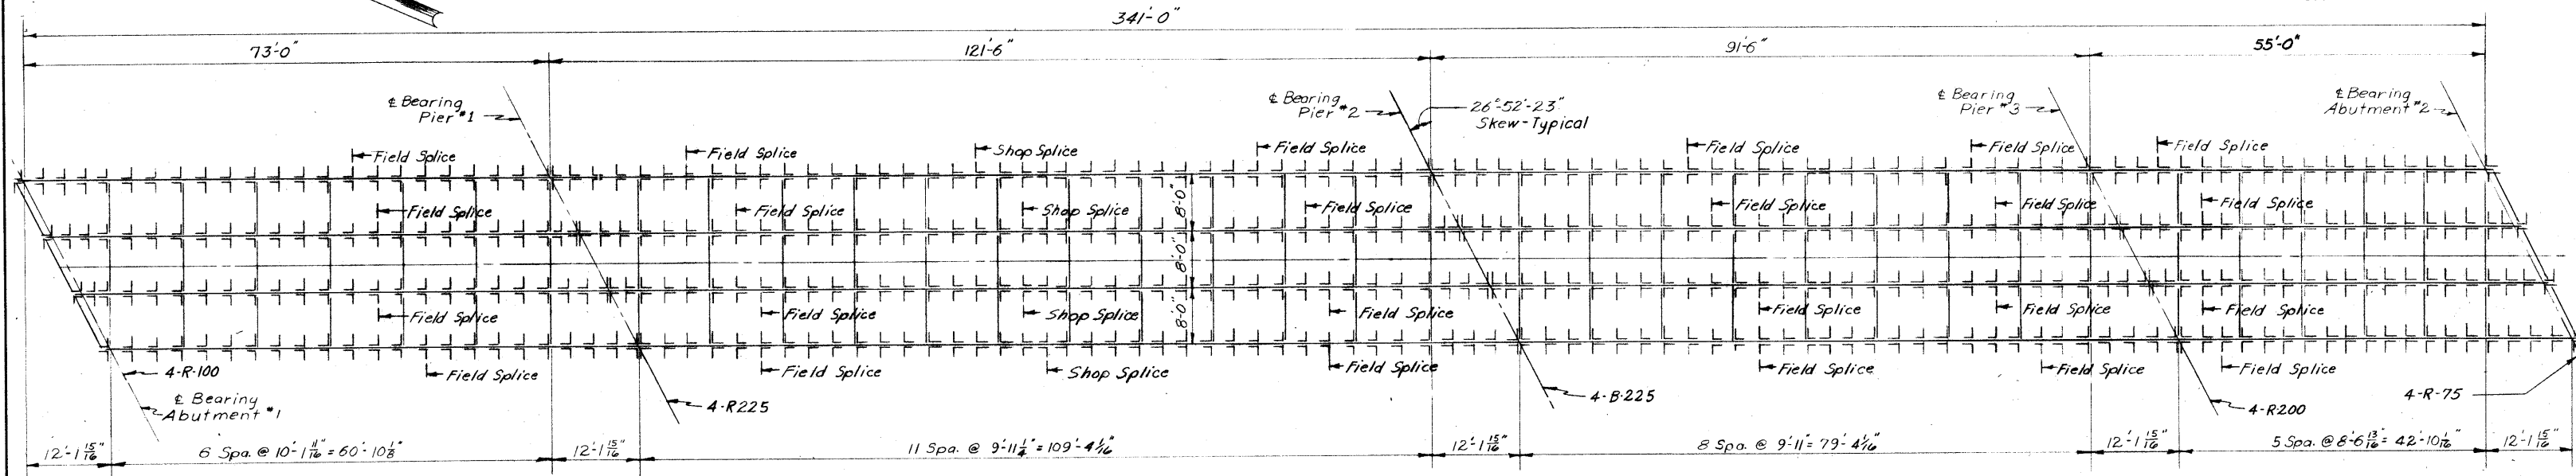 341'-0"
73'-0"
121'-6"
91'-6"
55'-0"
℄ Bearing
Pier #1
℄ Bearing
Pier #2
26°-52'-23"
Skew-Typical
℄ Bearing
Pier #3
℄ Bearing
Abutment #2
Field Splice
Field Splice
Shop Splice
Field Splice
Field Splice
Field Splice
Field Splice
Field Splice
Field Splice
Shop Splice
8'-0"
Field Splice
Field Splice
Field Splice
Field Splice
8'-0"
Field Splice
Field Splice
Shop Splice
8'-0"
Field Splice
Field Splice
Field Splice
Field Splice
4-R-100
Field Splice
Field Splice
Shop Splice
Field Splice
Field Splice
Field Splice
Field Splice
℄ Bearing
Abutment #1
4-R225
4-B-225
4-R-200
4-R-75
12'-1 15/16"
6 Spa. @ 10'-1 11/16" = 60'-10 1/8"
12'-1 15/16"
11 Spa. @ 9'-11 1/4" = 109'-4 1/16"
12'-1 15/16"
8 Spa. @ 9'-11" = 79'-4 1/16"
12'-1 15/16"
5 Spa. @ 8'-6 13/16" = 42'-10 1/16"
12'-1 15/16"